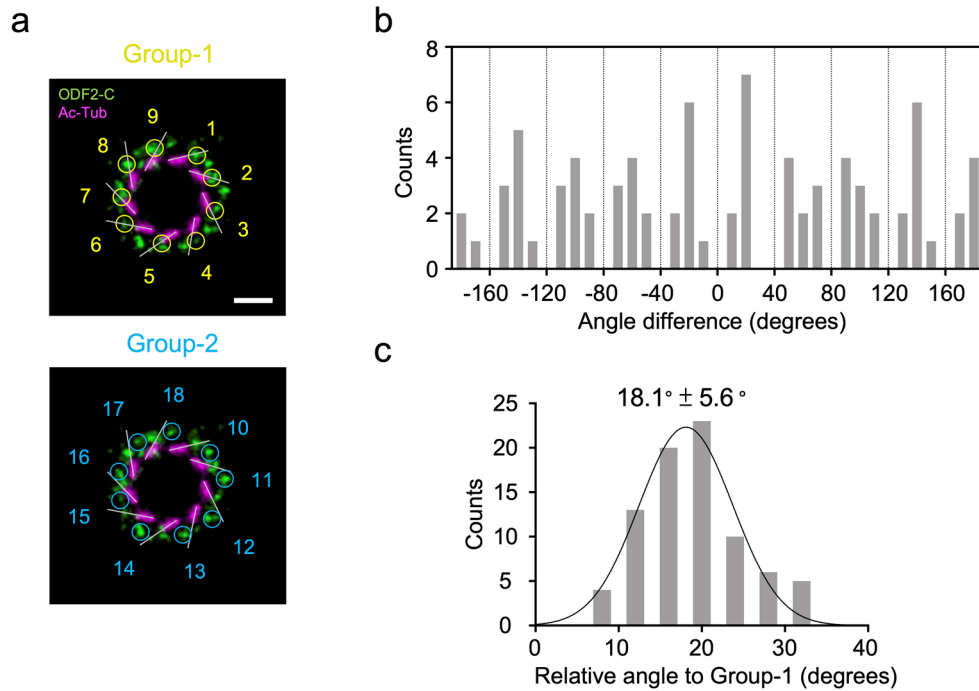 a
Group-1
ODF2-C
Ac-Tub
9
1
8
2
7
3
6
5
4
Group-2
18
17
10
16
11
15
12
14
13
b
8
6
4
2
0
Counts
-160 -120 -80 -40 0 40 80 120 160
Angle difference (degrees)
c
18.1° ± 5.6 °
25
20
15
10
5
0
Counts
0 10 20 30 40
Relative angle to Group-1 (degrees)